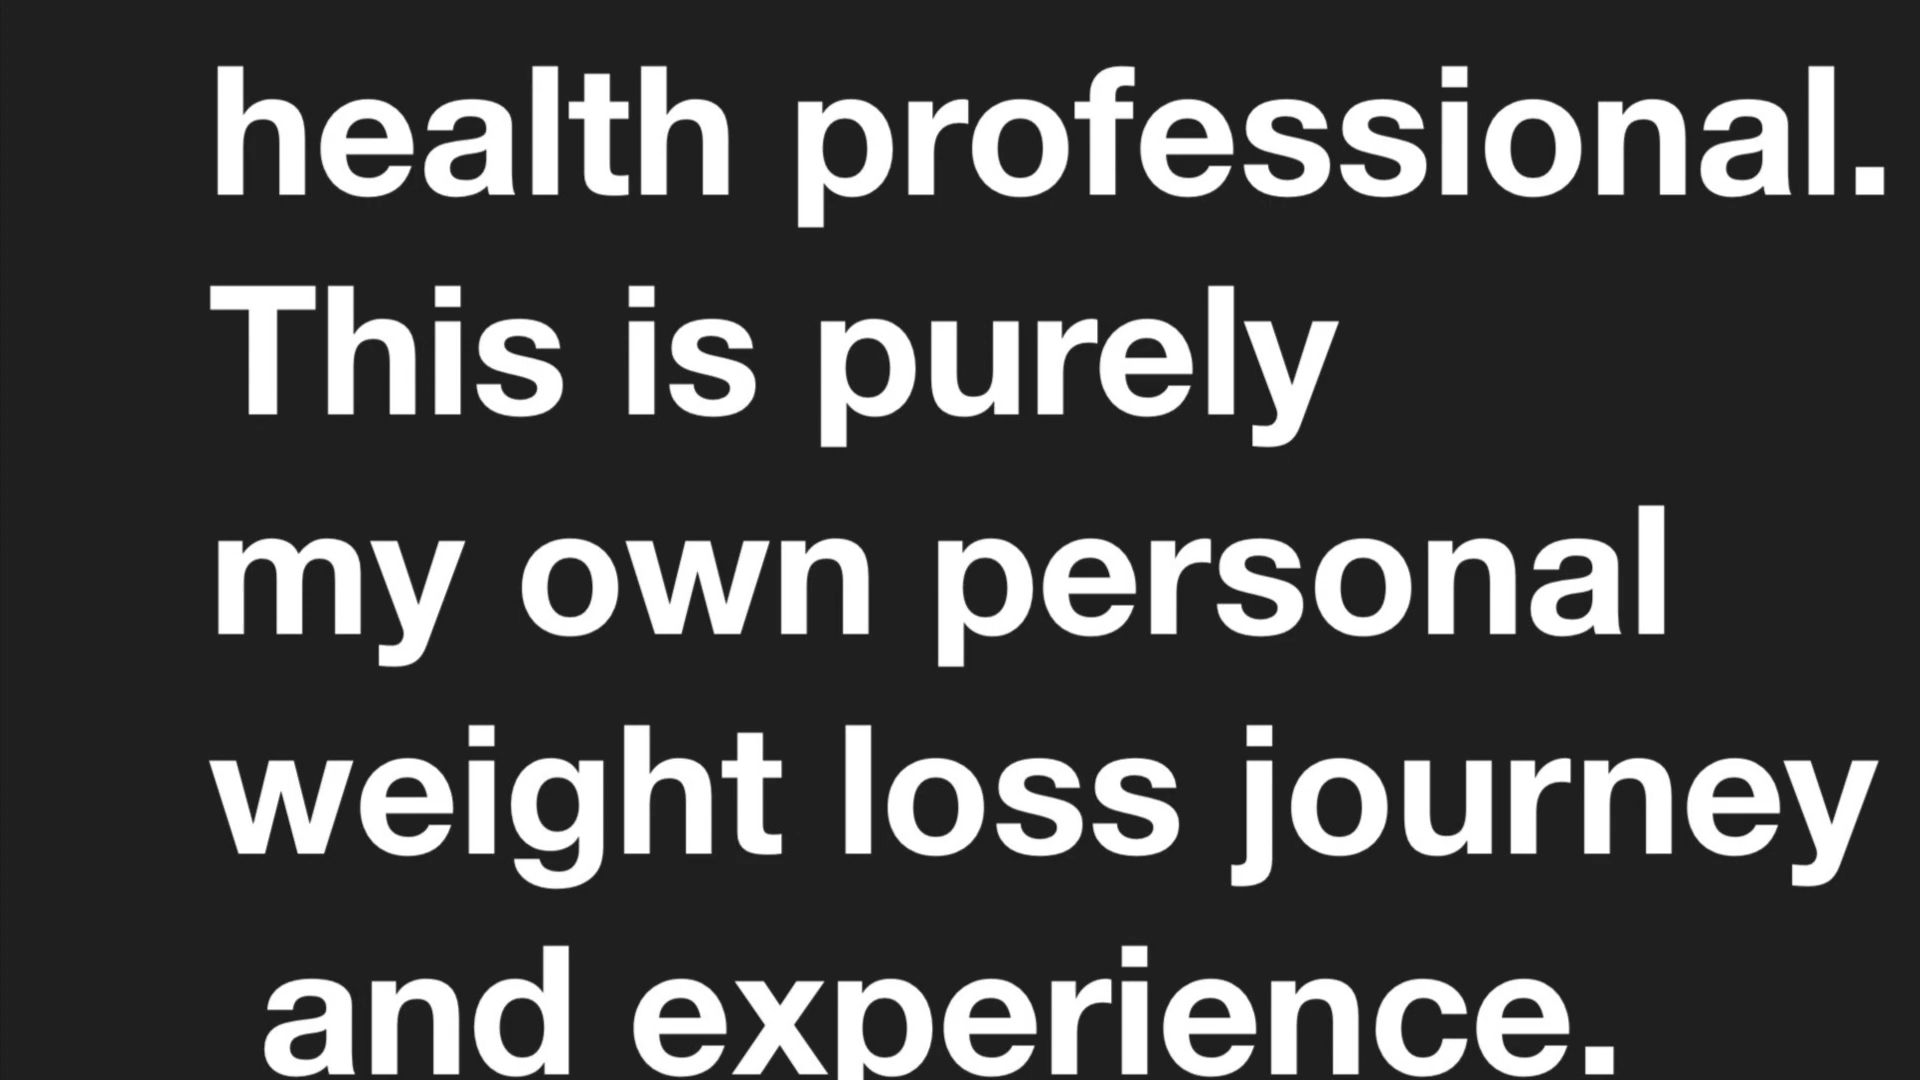 health professional.
This is purely
my own personal
weight loss journey
and experience.